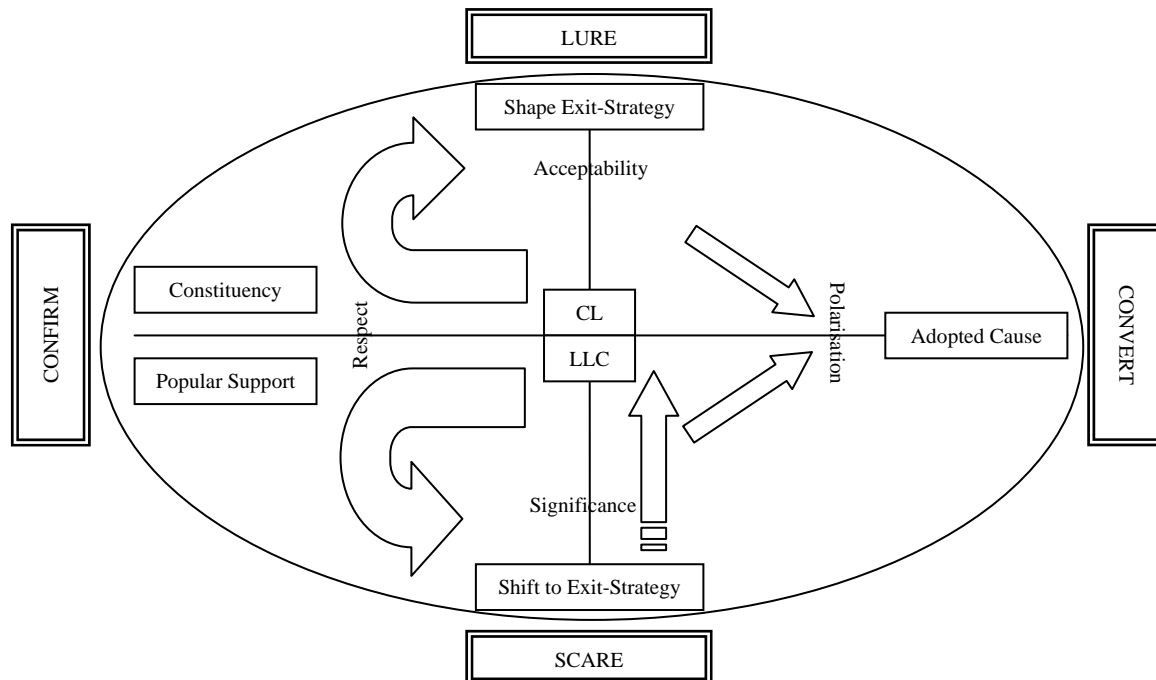 LURE
Shape Exit-Strategy
Acceptability
CONFIRM
Constituency
Popular Support
Respect
CL
LLC
Polarisation
Adopted Cause
CONVERT
Significance
Shift to Exit-Strategy
SCARE